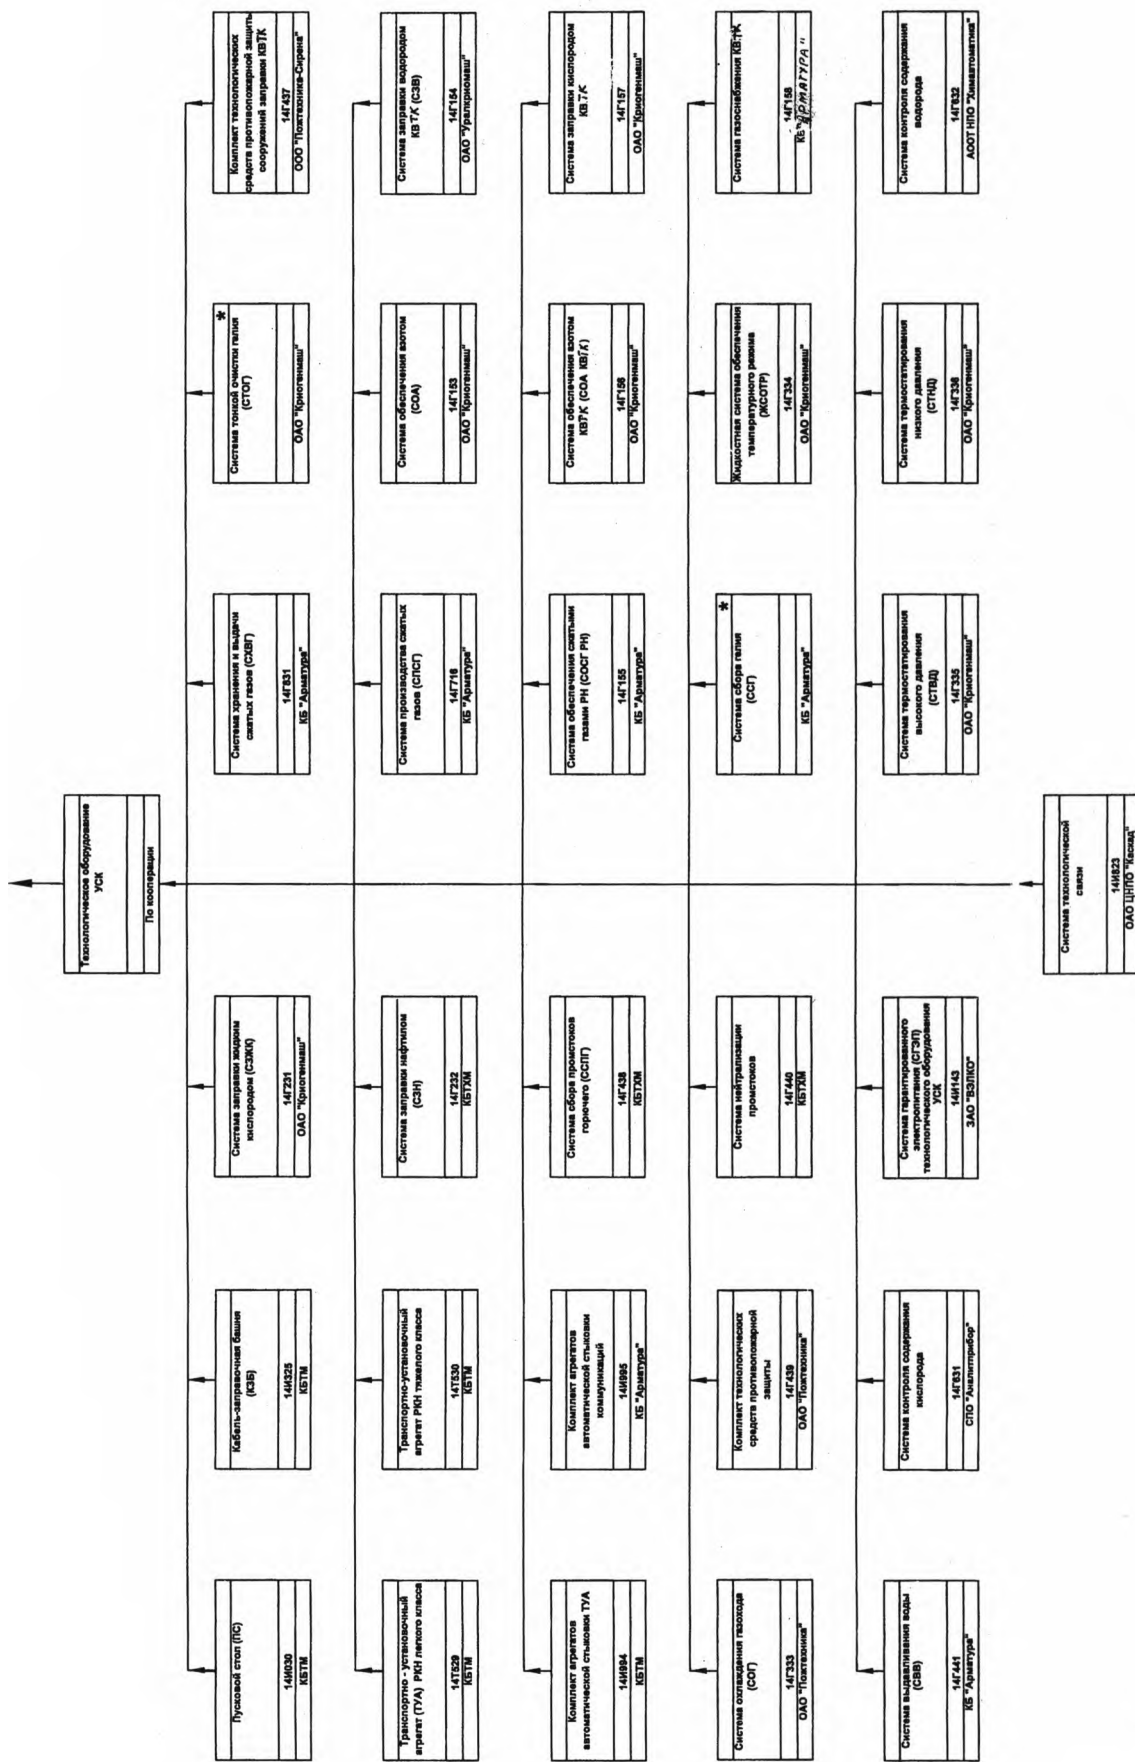 Технологическое оборудование
УСК
По кооперации
Пусковой стол (ПС)
14И030
КБТМ
Кабель-заправочная башня
(КЗБ)
14И325
КБТМ
Система заправки жидким
кислородом (СЗЖК)
14Г231
ОАО "Криогенмаш"
Система хранения и выдачи
сжатых газов (СХВГ)
14Г831
КБ "Арматура"
*
Система тонкой очистки гелия
(СТОГ)
ОАО "Криогенмаш"
Комплект технологических
средств противопожарной защиты
сооружений заправки КВТК
14Г437
ООО "Пожтехника-Сирена"
Транспортно - установочный
агрегат (ТУА) РКН легкого класса
14Т529
КБТМ
Транспортно-установочный
агрегат РКН тяжелого класса
14Т530
КБТМ
Система заправки нафтилом
(СЗН)
14Г232
КБТХМ
Система производства сжатых
газов (СПСГ)
14Г716
КБ "Арматура"
Система обеспечения азотом
(СОА)
14Г153
ОАО "Криогенмаш"
Система заправки водородом
КВТК (СЗВ)
14Г154
ОАО "Уралкриомаш"
Комплект агрегатов
автоматической стыковки ТУА
14И994
КБТМ
Комплект агрегатов
автоматической стыковки
коммуникаций
14И995
КБ "Арматура"
Система сбора промстоков
горючего (ССПГ)
14Г438
КБТХМ
Система обеспечения сжатыми
газами РН (СОСГ РН)
14Г155
КБ "Арматура"
Система обеспечения азотом
КВТК (СОА КВТК)
14Г156
ОАО "Криогенмаш"
Система заправки кислородом
КВТК
14Г157
ОАО "Криогенмаш"
Система охлаждения газохода
(СОГ)
14Г333
ОАО "Пожтехника"
Комплект технологических
средств противопожарной
защиты
14Г439
ОАО "Пожтехника"
Система нейтрализации
промстоков
14Г440
КБТХМ
*
Система сбора гелия
(ССГ)
КБ "Арматура"
Жидкостная система обеспечения
температурного режима
(ЖСОТР)
14Г334
ОАО "Криогенмаш"
Система газоснабжения КВТК
14Г158
КБ "АРМАТУРА"
Система выдавливания воды
(СВВ)
14Г441
КБ "Арматура"
Система контроля содержания
кислорода
14Г631
СПО "Аналитприбор"
Система гарантированного
электропитания (СГЭП)
технологического оборудования
УСК
14И143
ЗАО "ВЭЛКО"
Система термостатирования
высокого давления
(СТВД)
14Г335
ОАО "Криогенмаш"
Система термостатирования
низкого давления
(СТНД)
14Г336
ОАО "Криогенмаш"
Система контроля содержания
водорода
14Г632
АООТ НПО "Химавтоматика"
Система технологической
связи
14И823
ОАО ЦНПО "Каскад"